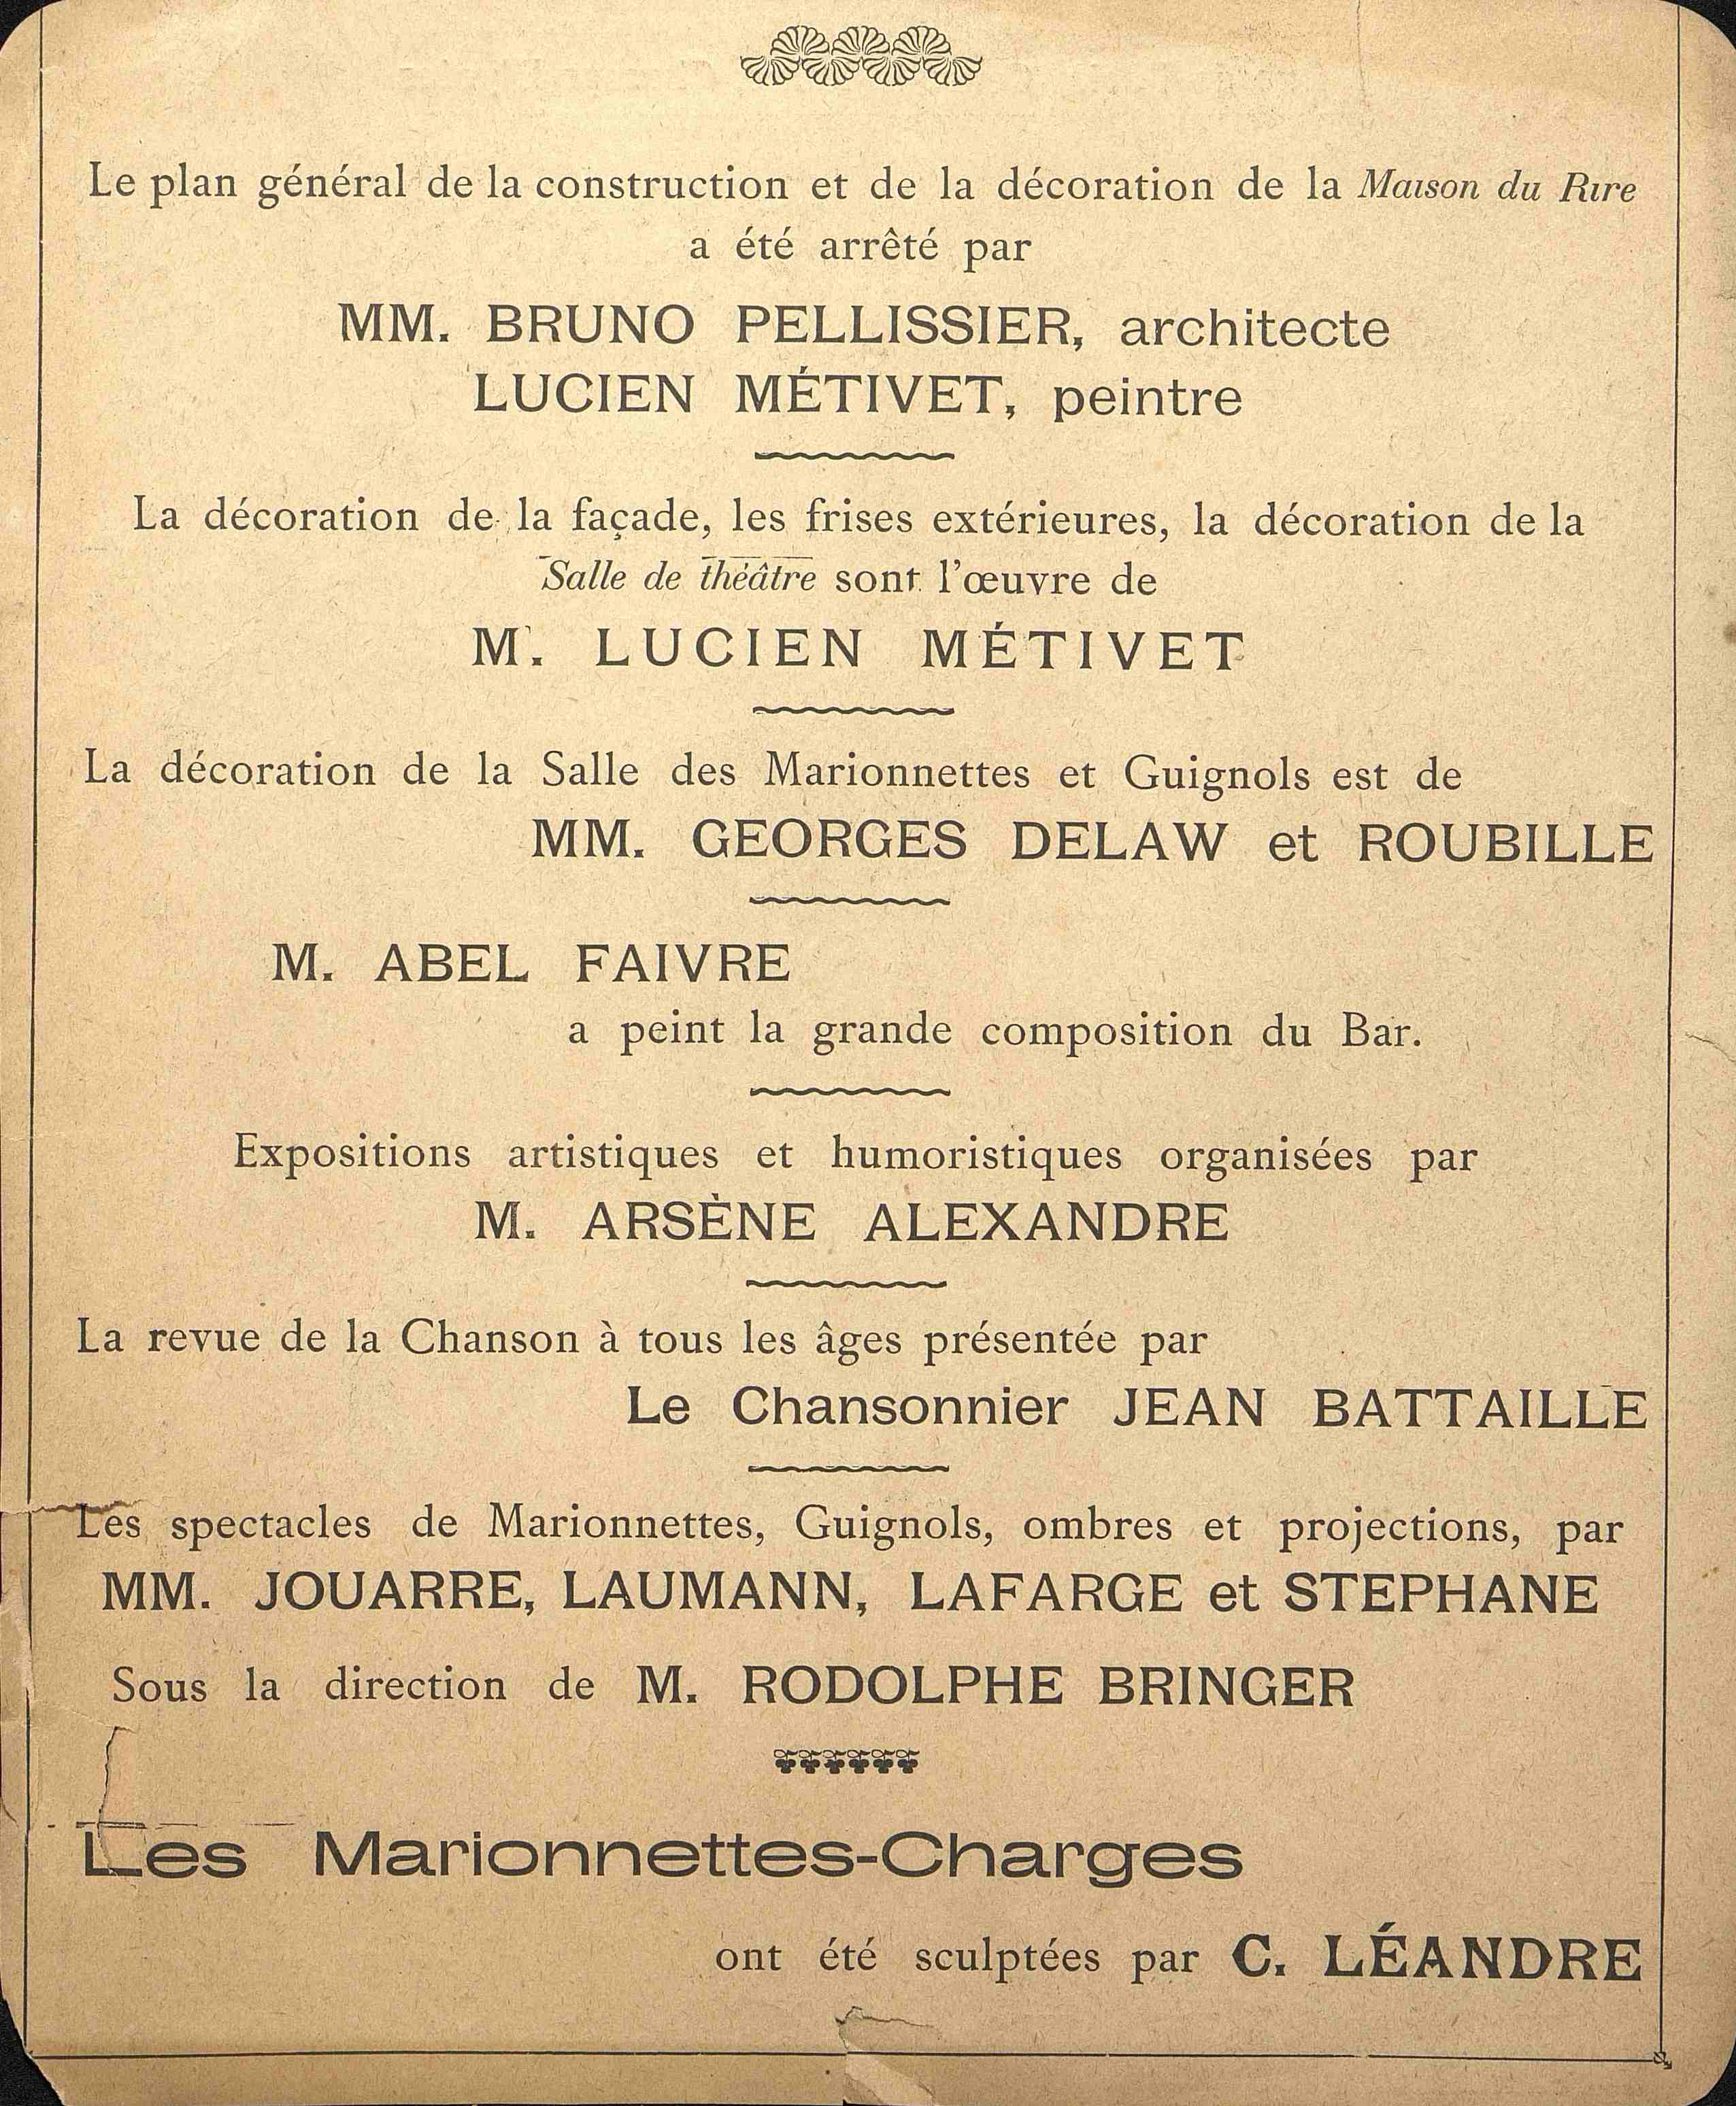 Le plan général de la construction et de la décoration de la Maison du Rire
a été arrêté par
MM. BRUNO PELLISSIER, architecte
LUCIEN MÉTIVET, peintre
La décoration de la façade, les frises extérieures, la décoration de la
Salle de théâtre sont l'œuvre de
M. LUCIEN MÉTIVET
La décoration de la Salle des Marionnettes et Guignols est de
MM. GEORGES DELAW et ROUBILLE
M. ABEL FAIVRE
a peint la grande composition du Bar.
Expositions artistiques et humoristiques organisées par
M. ARSÈNE ALEXANDRE
La revue de la Chanson à tous les âges présentée par
Le Chansonnier JEAN BATTAILLE
Les spectacles de Marionnettes, Guignols, ombres et projections, par
MM. JOUARRE, LAUMANN, LAFARGE et STEPHANE
Sous la direction de M. RODOLPHE BRINGER
Les Marionnettes-Charges
ont été sculptées par C. LÉANDRE